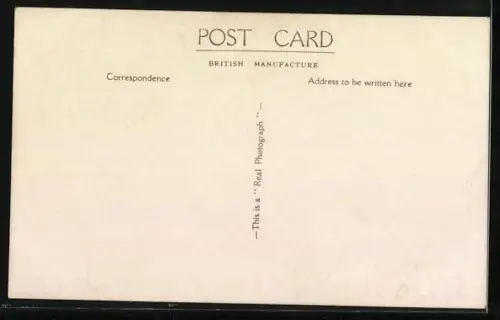 POST CARD
BRITISH MANUFACTURE
Correspondence
Address to be written here
—This is a "Real Photograph"—